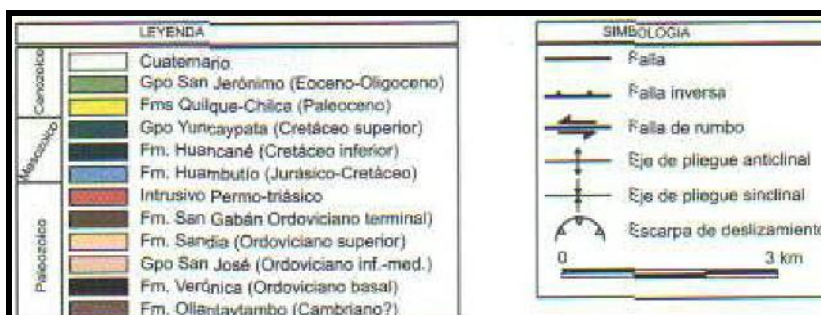 LEYENDA
Cenozoico
Cuaternario
Gpo San Jerónimo (Eoceno-Oligoceno)
Fms Quilque-Chilca (Paleoceno)
Mesozoico
Gpo Yuncaypata (Cretáceo superior)
Fm. Huancané (Cretáceo inferior)
Fm. Huambutio (Jurásico-Cretáceo)
Paleozoico
Intrusivo Permo-triásico
Fm. San Gabán Ordoviciano terminal)
Fm. Sandia (Ordoviciano superior)
Gpo San José (Ordoviciano inf.-med.)
Fm. Verónica (Ordoviciano basal)
Fm. Ollantaytambo (Cambriano?)
SIMBOLOGIA
Falla
Falla inversa
Falla de rumbo
Eje de pliegue anticlinal
Eje de pliegue sinclinal
Escarpa de deslizamiento
0 3 km